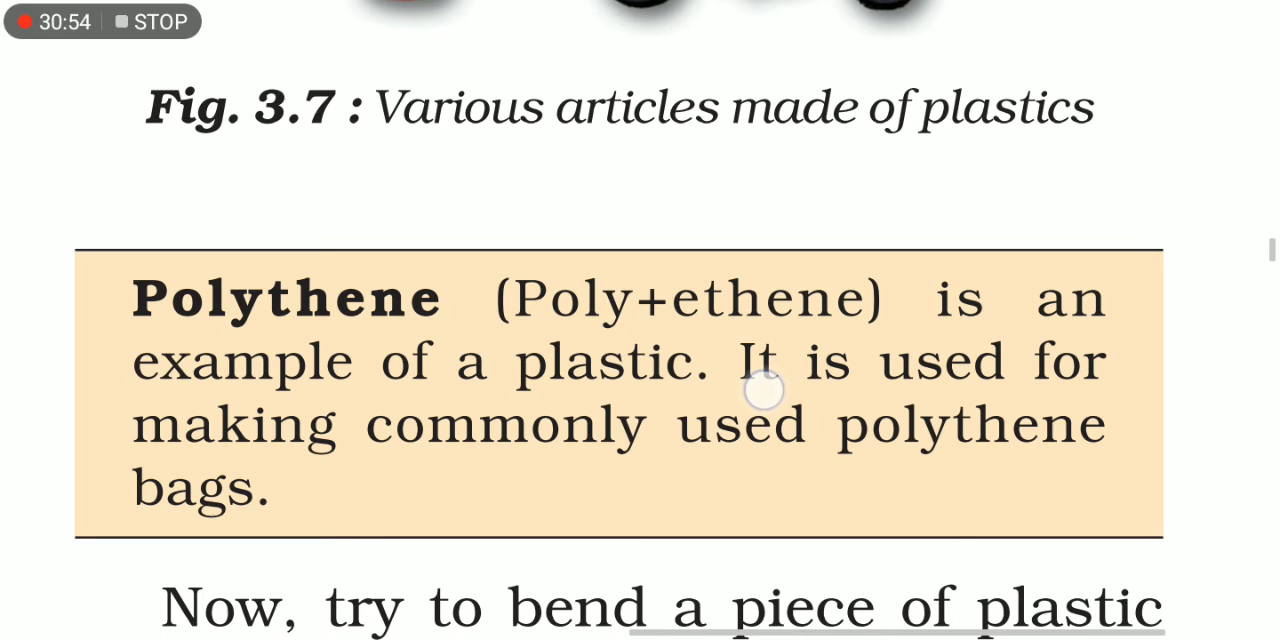 30:54 STOP
Fig. 3.7 : Various articles made of plastics
Polythene (Poly+ethene) is an
example of a plastic. It is used for
making commonly used polythene
bags.
Now, try to bend a piece of plastic